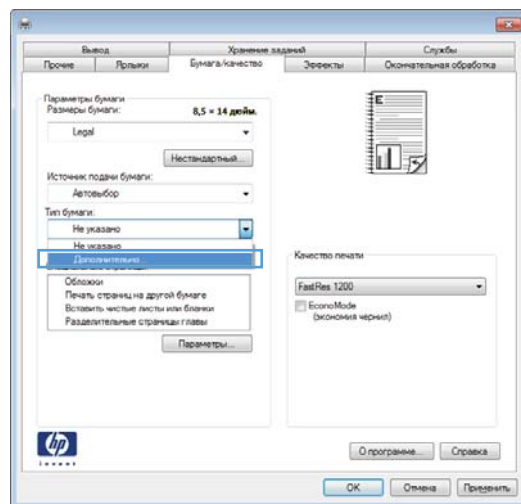 Вывод Хранение заданий Службы
Прочие Ярлыки Бумага/качество Эффекты Окончательная обработка
Параметры бумаги
Размеры бумаги: 8,5 × 14 дюйм.
Legal
Нестандартный...
Источник подачи бумаги:
Автовыбор
Тип бумаги:
Не указано
Не указано
Дополнительно...
Обложки
Печать страниц на другой бумаге
Вставить чистые листы или бланки
Разделительные страницы главы
Параметры...
E
Качество печати
FastRes 1200
EconoMode
(экономия чернил)
hp
invent
О программе... Справка
OK Отмена Применить